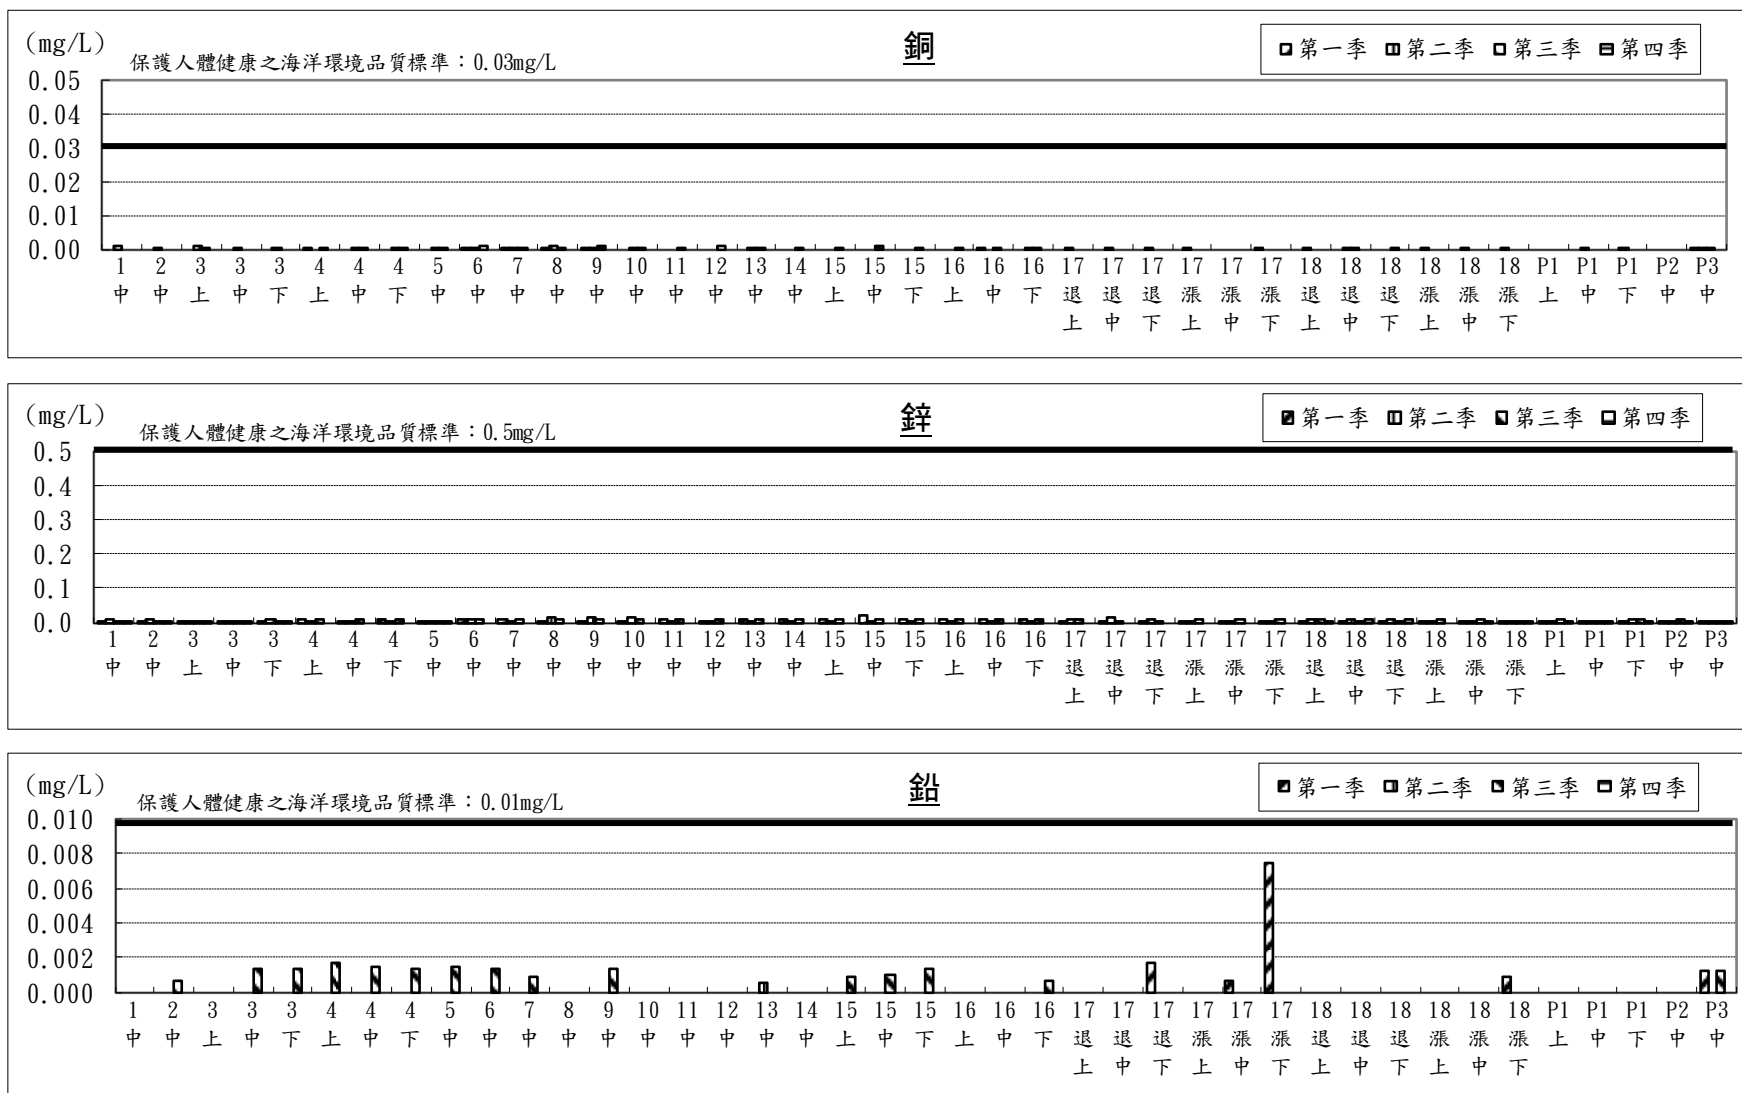 (mg/L)
銅
第一季 第二季 第三季 第四季
保護人體健康之海洋環境品質標準：0.03mg/L
0.05
0.04
0.03
0.02
0.01
0.00
1 2 3 3 3 4 4 4 5 6 7 8 9 10 11 12 13 14 15 15 15 16 16 16 17 17 17 17 17 17 18 18 18 18 18 18 P1 P1 P1 P2 P3
中 中 上 中 下 上 中 下 中 中 中 中 中 中 中 中 中 中 上 中 下 上 中 下 退 退 退 漲 漲 漲 退 退 退 漲 漲 漲 上 中 下 中 中
上 中 下 上 中 下 上 中 下 上 中 下
(mg/L)
鋅
第一季 第二季 第三季 第四季
保護人體健康之海洋環境品質標準：0.5mg/L
0.5
0.4
0.3
0.2
0.1
0.0
1 2 3 3 3 4 4 4 5 6 7 8 9 10 11 12 13 14 15 15 15 16 16 16 17 17 17 17 17 17 18 18 18 18 18 18 P1 P1 P1 P2 P3
中 中 上 中 下 上 中 下 中 中 中 中 中 中 中 中 中 中 上 中 下 上 中 下 退 退 退 漲 漲 漲 退 退 退 漲 漲 漲 上 中 下 中 中
上 中 下 上 中 下 上 中 下 上 中 下
(mg/L)
鉛
第一季 第二季 第三季 第四季
保護人體健康之海洋環境品質標準：0.01mg/L
0.010
0.008
0.006
0.004
0.002
0.000
1 2 3 3 3 4 4 4 5 6 7 8 9 10 11 12 13 14 15 15 15 16 16 16 17 17 17 17 17 17 18 18 18 18 18 18 P1 P1 P1 P2 P3
中 中 上 中 下 上 中 下 中 中 中 中 中 中 中 中 中 中 上 中 下 上 中 下 退 退 退 漲 漲 漲 退 退 退 漲 漲 漲 上 中 下 中 中
上 中 下 上 中 下 上 中 下 上 中 下